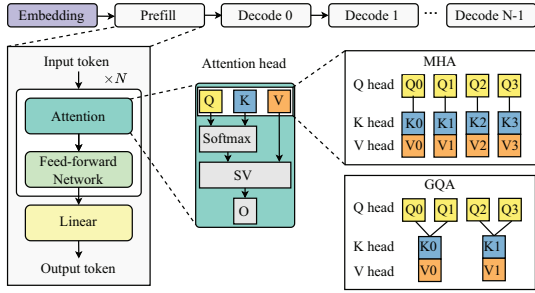 Embedding Prefill Decode 0 Decode 1 ... Decode N-1
Input token
×N
Attention
Feed-forward
Network
Linear
Output token
Attention head
Q K V
Softmax
SV
O
MHA
Q head Q0 Q1 Q2 Q3
K head K0 K1 K2 K3
V head V0 V1 V2 V3
GQA
Q head Q0 Q1 Q2 Q3
K head K0 K1
V head V0 V1